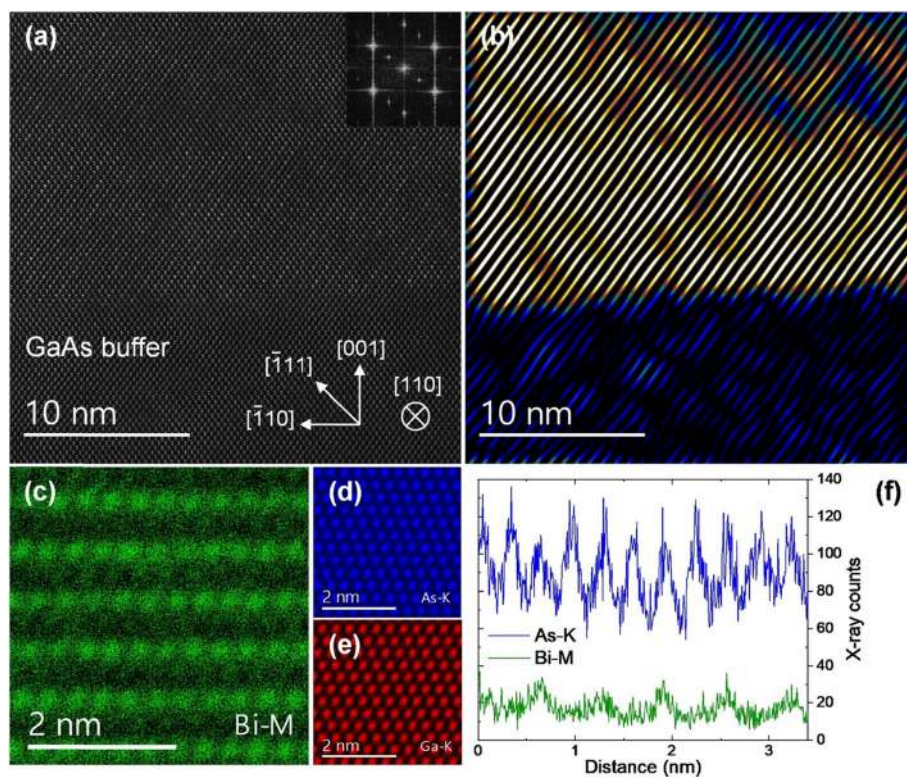 (a)
GaAs buffer
[001]
[1̄11]
[1̄10]
[110]
10 nm
(b)
10 nm
(c)
2 nm
Bi-M
(d)
2 nm
As-K
(e)
2 nm
Ga-K
(f)
As-K
Bi-M
140
120
100
80
60
40
20
0
X-ray counts
0
1
2
3
Distance (nm)